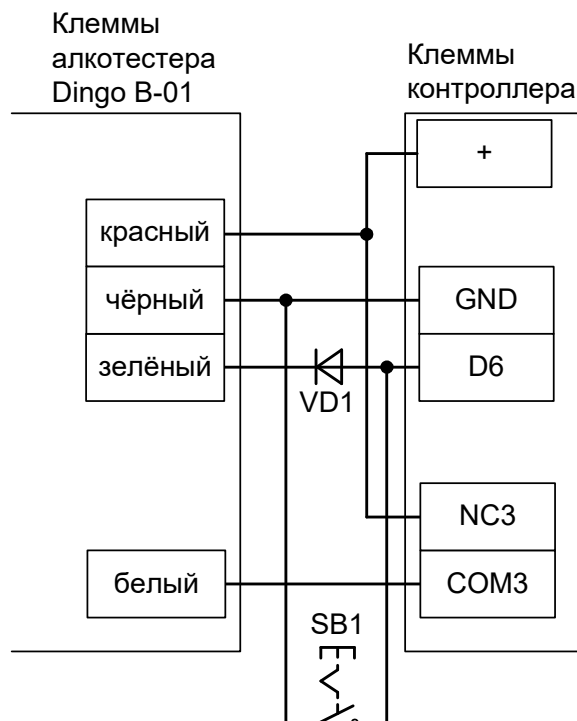 Клеммы
алкотестера
Dingo B-01
Клеммы
контроллера
+
красный
чёрный
GND
зелёный
D6
VD1
NC3
белый
COM3
SB1